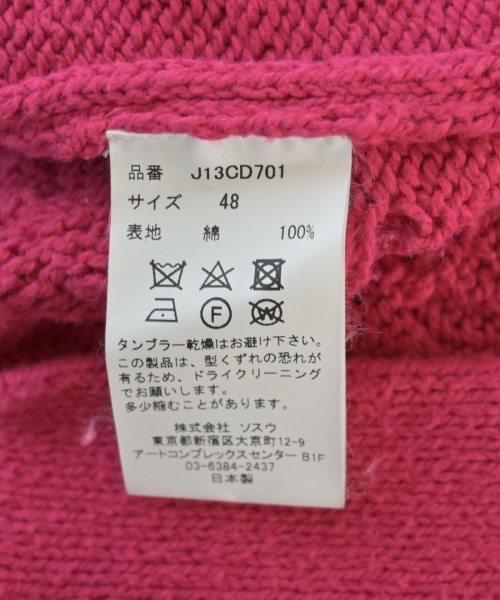 品番 J13CD701
サイズ 48
表地 綿 100%
F W
タンブラー乾燥はお避け下さい。
この製品は、型くずれの恐れが
有るため、ドライクリーニング
でお願いします。
多少縮むことがあります。
株式会社 ソスウ
東京都新宿区大京町12-9
アートコンプレックスセンター B1F
03-6384-2437
日本製